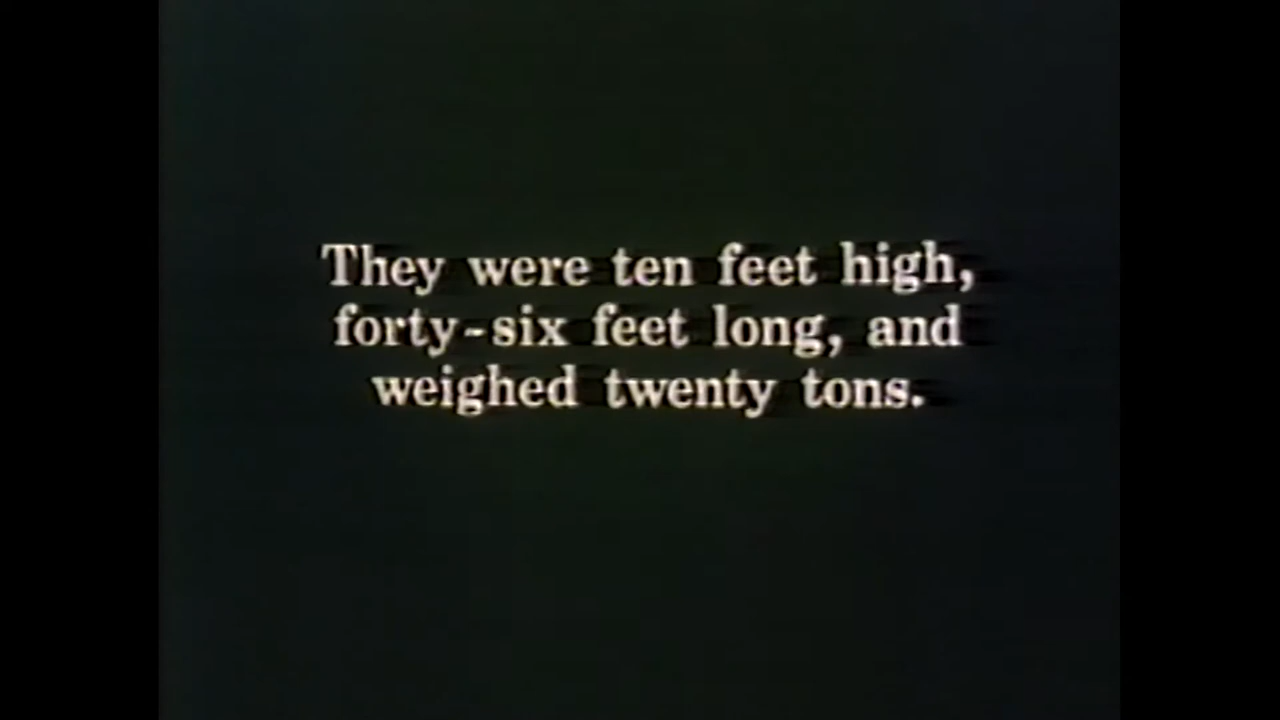 They were ten feet high,
forty-six feet long, and
weighed twenty tons.